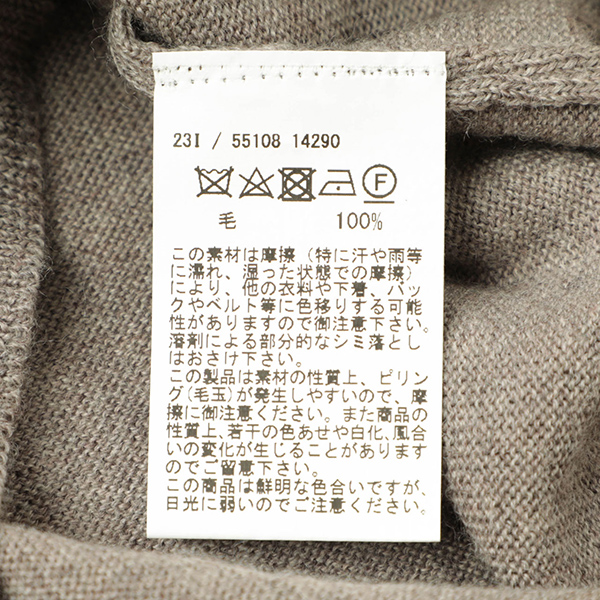 23I / 55108 14290
F
毛 100%
この素材は摩擦（特に汗や雨等
に濡れ、湿った状態での摩擦）
により、他の衣料や下着、バッ
クやベルト等に色移りする可能
性がありますので御注意下さい。
溶剤による部分的なシミ落とし
はおさけ下さい。
この製品は素材の性質上、ピリン
グ(毛玉)が発生しやすいので、摩
擦に御注意ください。また商品の
性質上、若干の色あせや白化、風合
いの変化が生じることがあります
のでご留意下さい。
この商品は鮮明な色合いですが、
日光に弱いのでご注意ください。